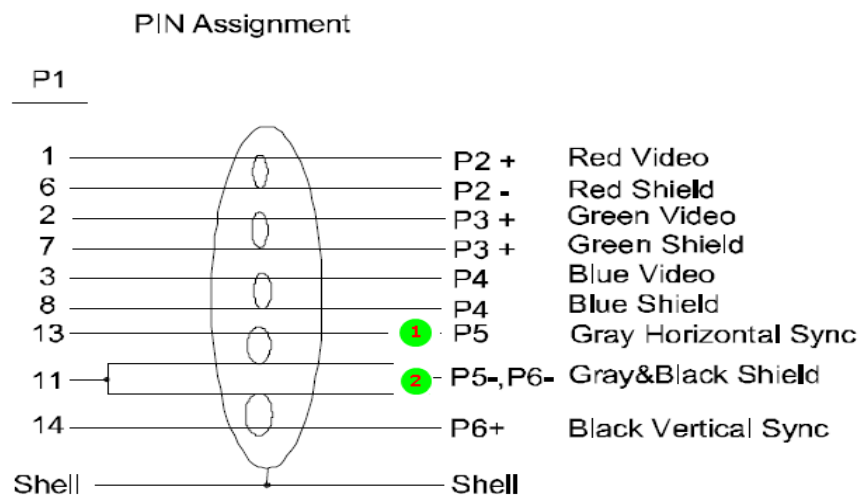 PIN Assignment
P1
1 P2 + Red Video
6 P2 - Red Shield
2 P3 + Green Video
7 P3 + Green Shield
3 P4 Blue Video
8 P4 Blue Shield
13 1 P5 Gray Horizontal Sync
11 2 P5-,P6- Gray&Black Shield
14 P6+ Black Vertical Sync
Shell Shell